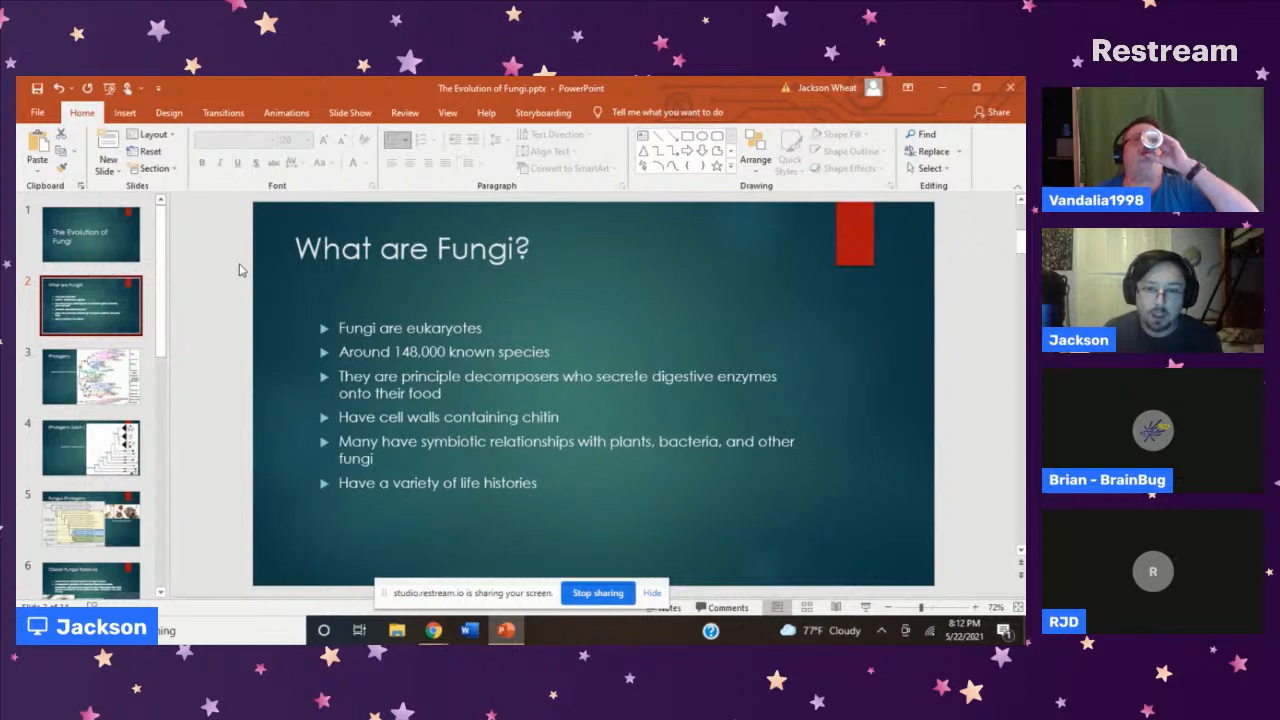 Restream
The Evolution of Fungi.pptx - PowerPoint
Jackson Wheat
File Home Insert Design Transitions Animations Slide Show Review View Help Storyboarding Tell me what you want to do Share
Paste
New
Slide
Layout
Reset
Section
Text Direction
Align Text
Convert to SmartArt
Arrange
Quick
Styles
Shape Fill
Shape Outline
Shape Effects
Find
Replace
Select
Clipboard Slides Font Paragraph Drawing Editing
1
The Evolution of
Fungi
2
What are Fungi?
3
4
5
6
What are Fungi?
Fungi are eukaryotes
Around 148,000 known species
They are principle decomposers who secrete digestive enzymes
onto their food
Have cell walls containing chitin
Many have symbiotic relationships with plants, bacteria, and other
fungi
Have a variety of life histories
studio.restream.io is sharing your screen. Stop sharing Hide
Notes Comments 72%
77°F Cloudy
8:12 PM
5/22/2021
Jackson
Vandalia1998
Jackson
Brian - BrainBug
R
RJD